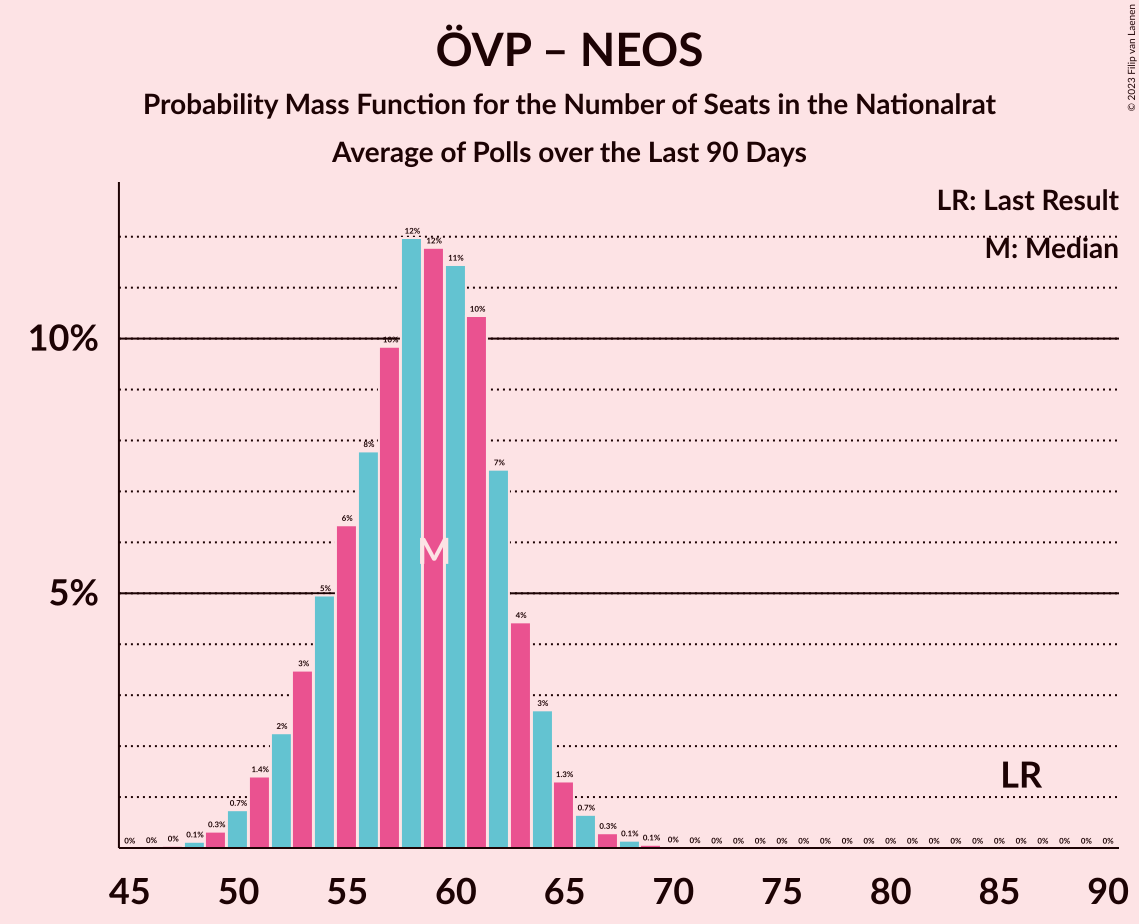 ÖVP – NEOS
Probability Mass Function for the Number of Seats in the Nationalrat
Average of Polls over the Last 90 Days
© 2023 Filip van Laenen
LR: Last Result
M: Median
10%
5%
0% 0% 0% 0.1% 0.3% 0.7% 1.4% 2% 3% 5% 6% 8% 10% 12% 12% 11% 10% 7% 4% 3% 1.3% 0.7% 0.3% 0.1% 0.1% 0% 0% 0% 0% 0% 0% 0% 0% 0% 0% 0% 0% 0% 0% 0% 0% 0% 0% 0% 0% 0%
M
LR
45 50 55 60 65 70 75 80 85 90